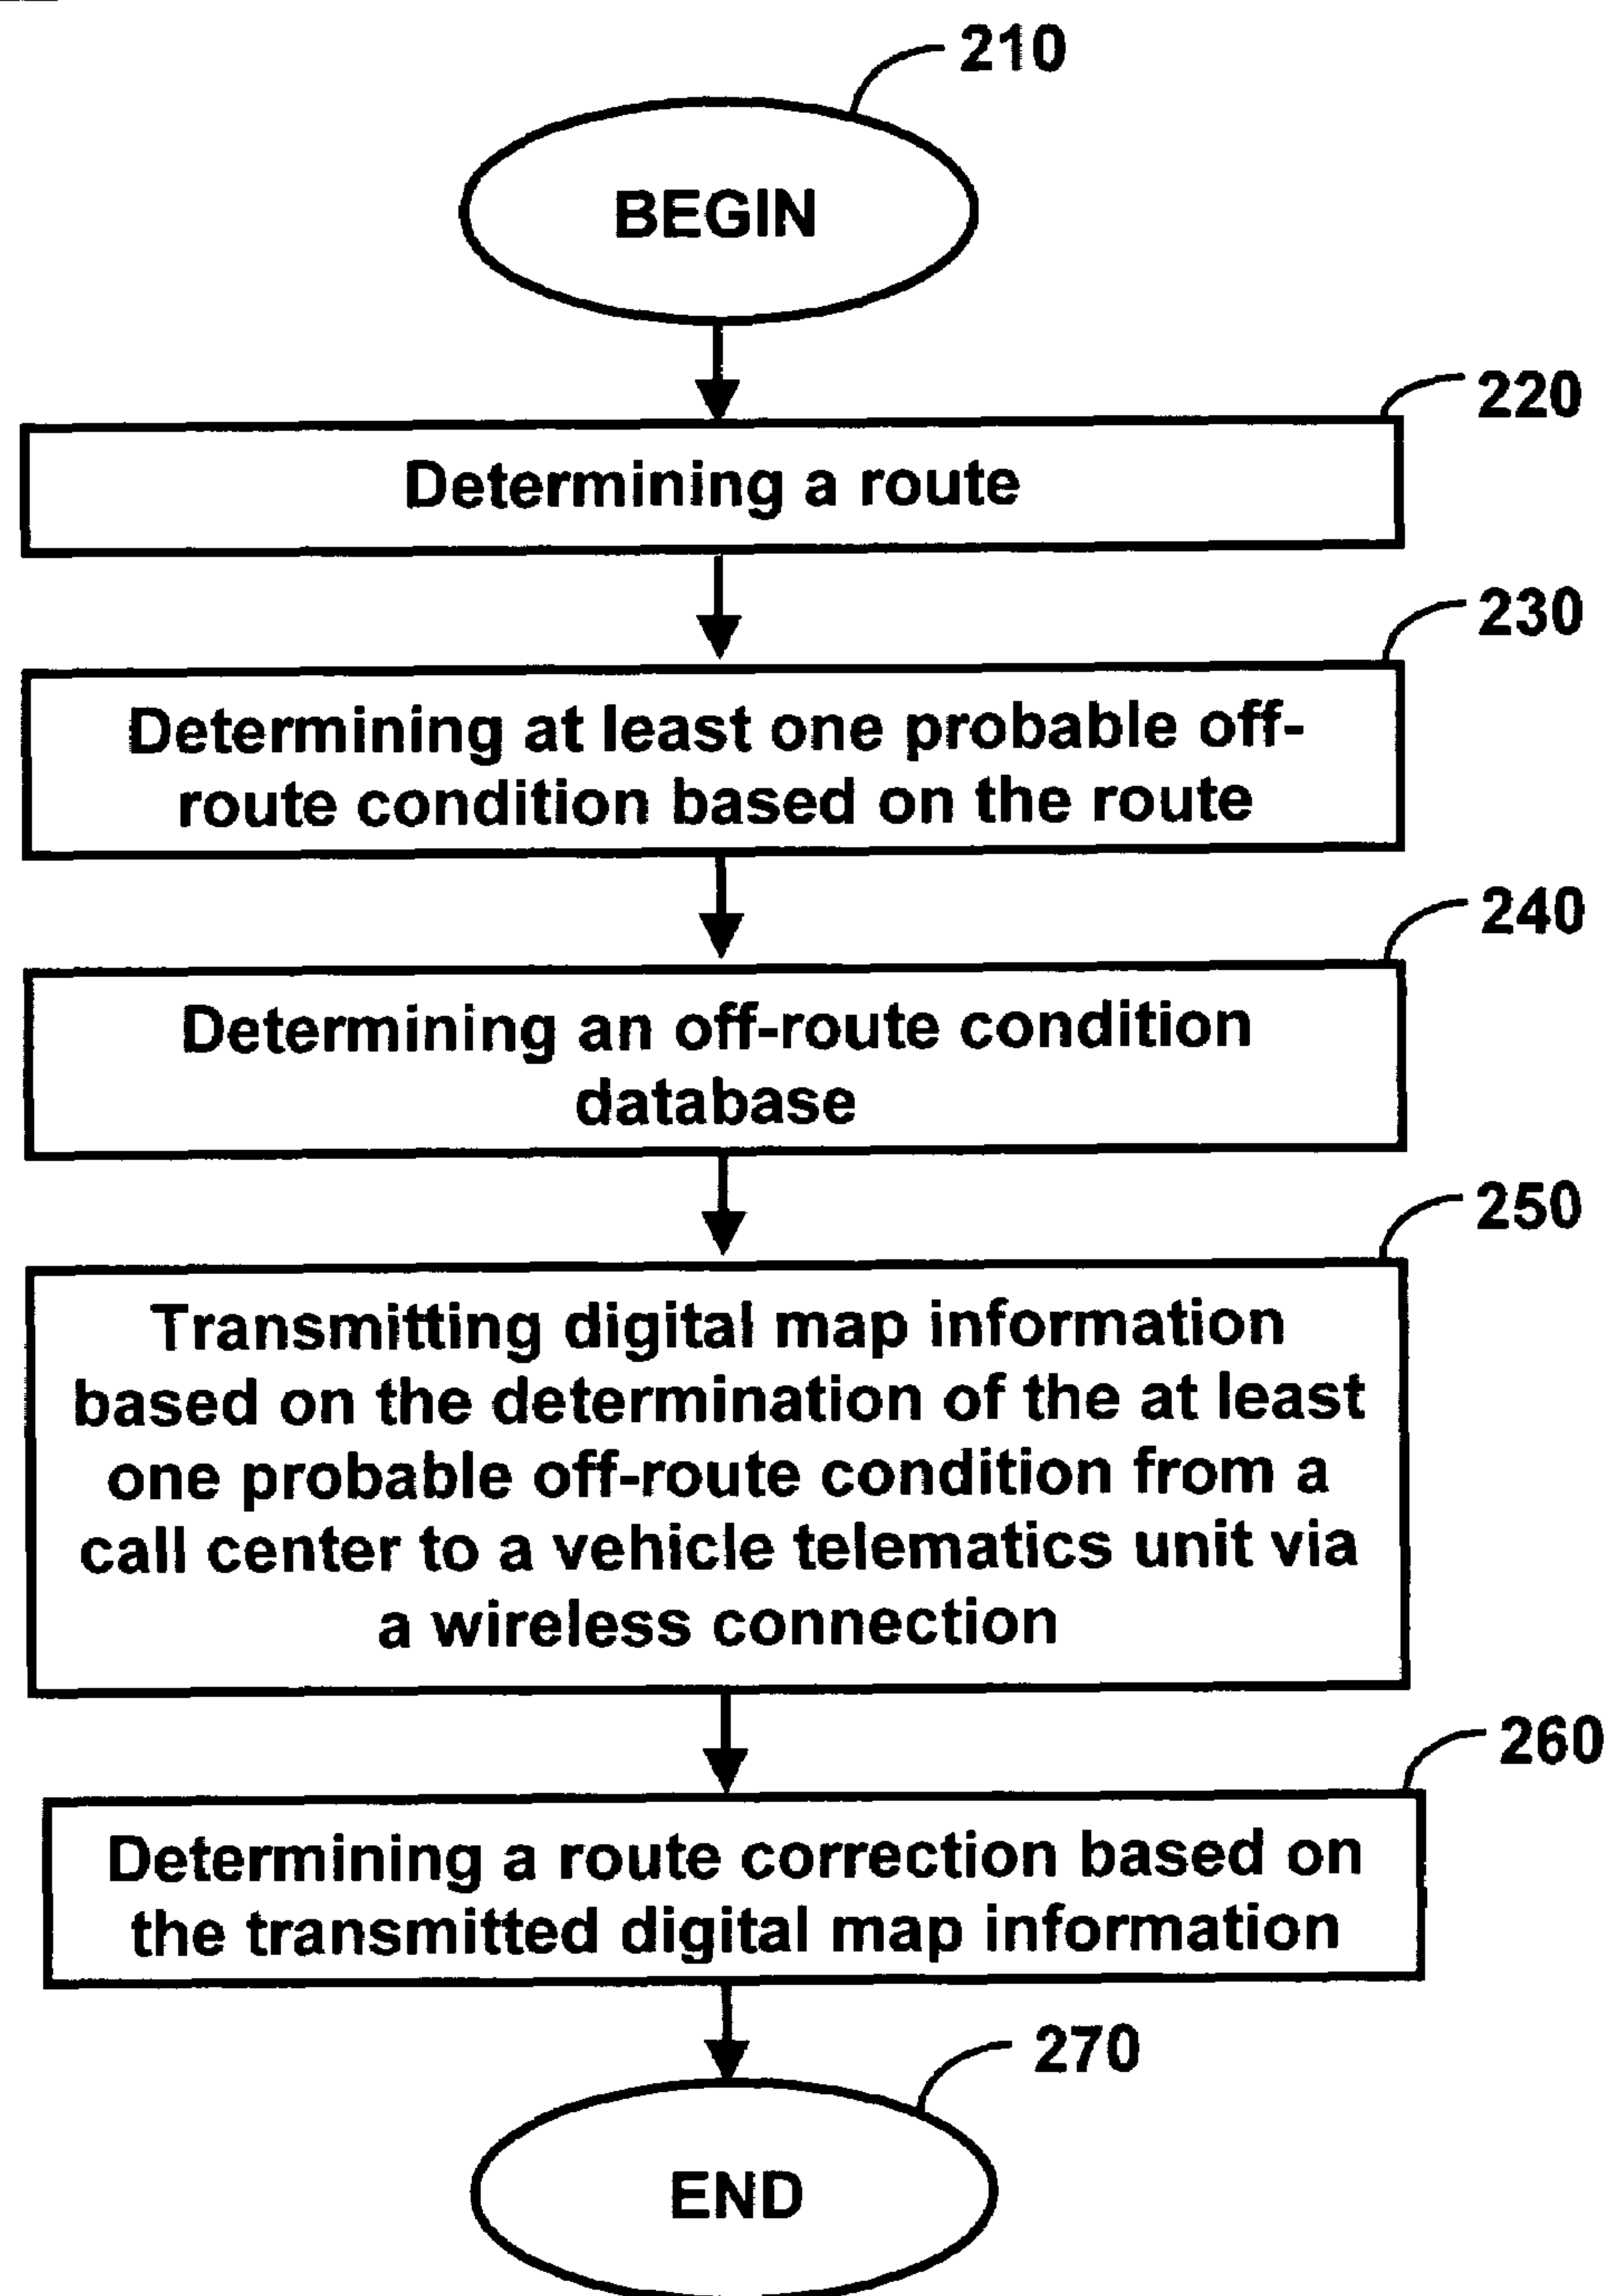 210
BEGIN
220
Determining a route
230
Determining at least one probable off-
route condition based on the route
240
Determining an off-route condition
database
250
Transmitting digital map information
based on the determination of the at least
one probable off-route condition from a
call center to a vehicle telematics unit via
a wireless connection
260
Determining a route correction based on
the transmitted digital map information
270
END